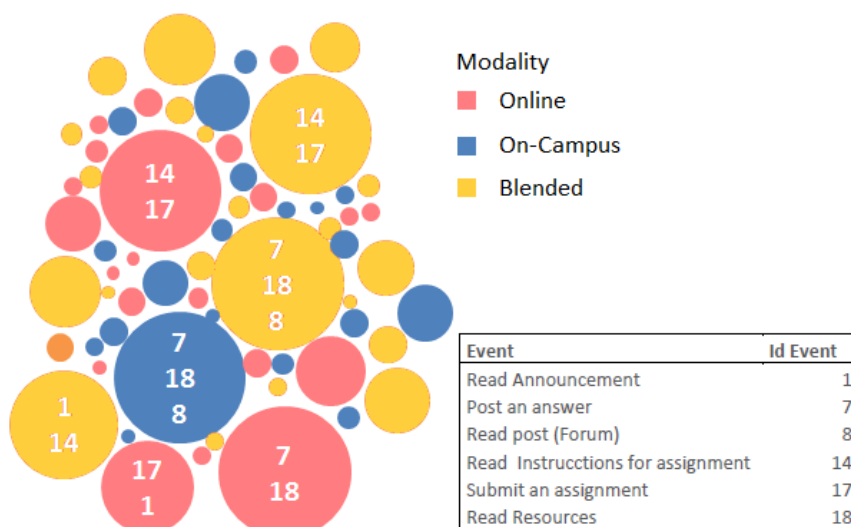 Modality
Online
On-Campus
Blended
14
17
14
17
7
18
8
7
18
8
1
14
17
1
7
18
Event Id Event
Read Announcement 1
Post an answer 7
Read post (Forum) 8
Read Instrucctions for assignment 14
Submit an assignment 17
Read Resources 18